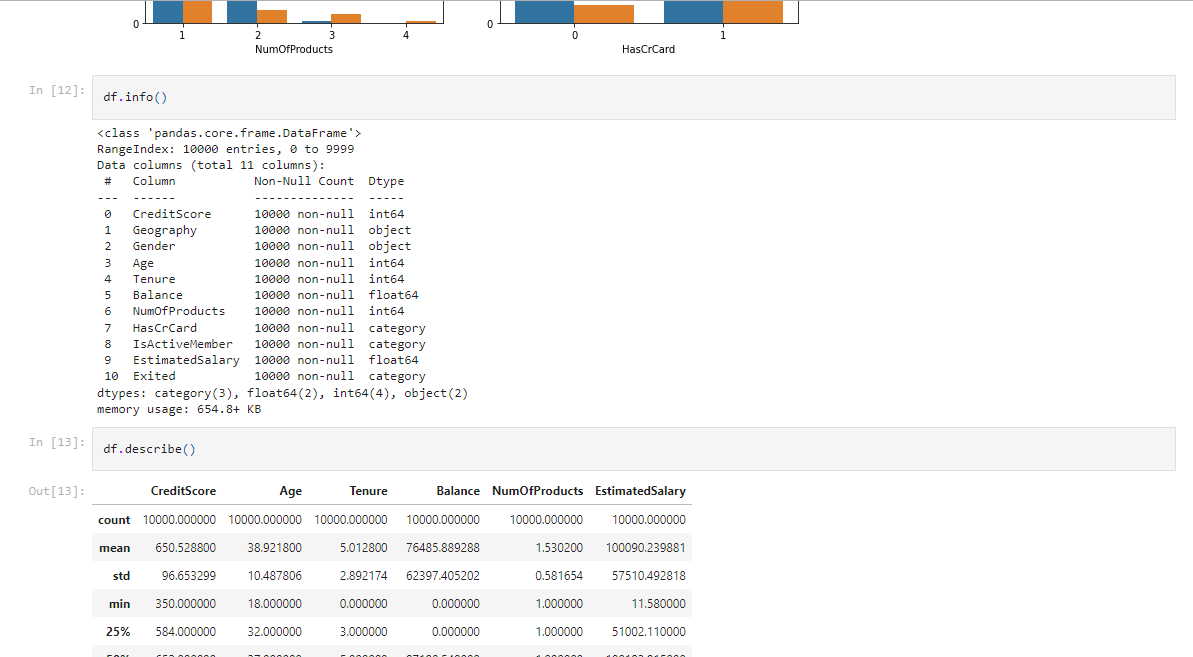 0 0
1 2 3 4 0 1
NumOfProducts HasCrCard
In [12]: df.info()
<class 'pandas.core.frame.DataFrame'>
RangeIndex: 10000 entries, 0 to 9999
Data columns (total 11 columns):
# Column Non-Null Count Dtype
--- ------ -------------- -----
0 CreditScore 10000 non-null int64
1 Geography 10000 non-null object
2 Gender 10000 non-null object
3 Age 10000 non-null int64
4 Tenure 10000 non-null int64
5 Balance 10000 non-null float64
6 NumOfProducts 10000 non-null int64
7 HasCrCard 10000 non-null category
8 IsActiveMember 10000 non-null category
9 EstimatedSalary 10000 non-null float64
10 Exited 10000 non-null category
dtypes: category(3), float64(2), int64(4), object(2)
memory usage: 654.8+ KB
In [13]: df.describe()
Out[13]: CreditScore Age Tenure Balance NumOfProducts EstimatedSalary
count 10000.000000 10000.000000 10000.000000 10000.000000 10000.000000 10000.000000
mean 650.528800 38.921800 5.012800 76485.889288 1.530200 100090.239881
std 96.653299 10.487806 2.892174 62397.405202 0.581654 57510.492818
min 350.000000 18.000000 0.000000 0.000000 1.000000 11.580000
25% 584.000000 32.000000 3.000000 0.000000 1.000000 51002.110000